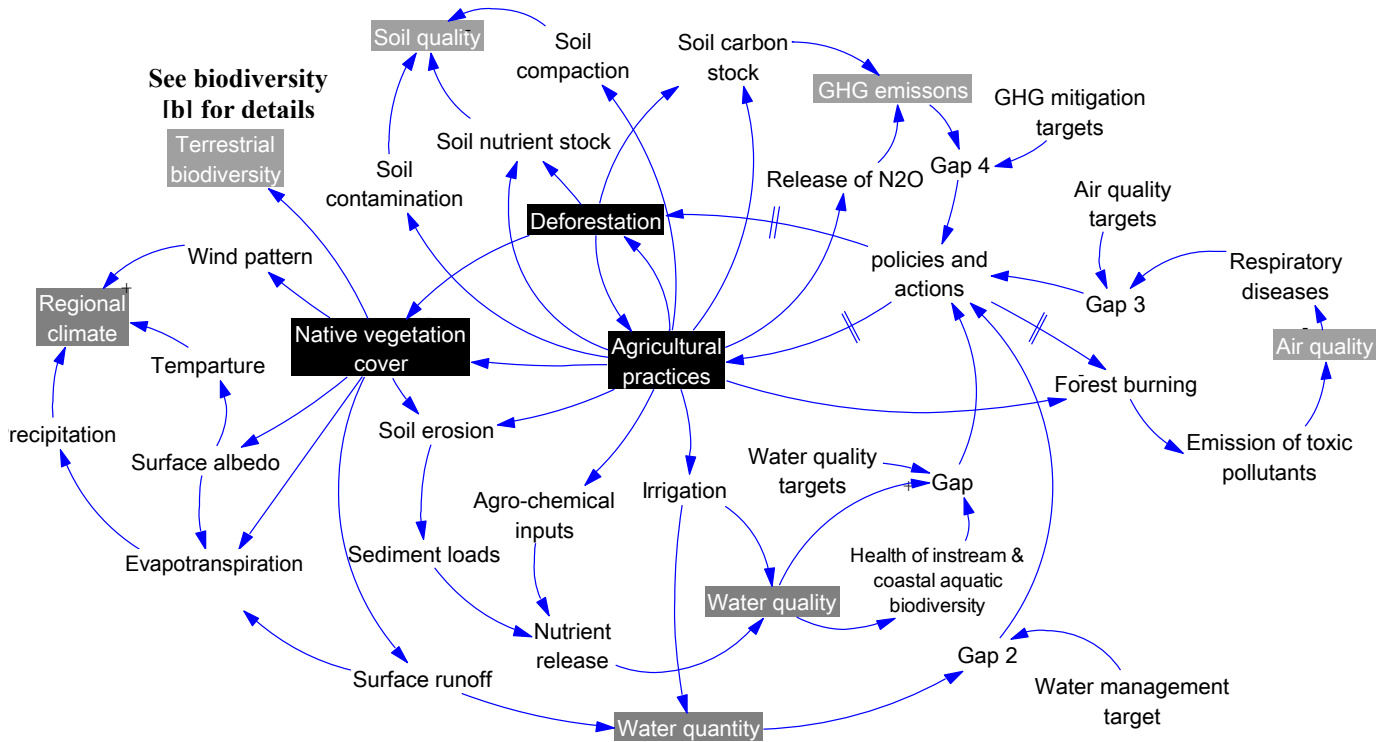 Soil quality
Soil
compaction
Soil carbon
stock
See biodiversity
[b] for details
GHG emissons
GHG mitigation
targets
Terrestrial
biodiversity
Soil nutrient stock
Soil
contamination
Gap 4
Release of N2O
Air quality
targets
Deforestation
Wind pattern
policies and
actions
Respiratory
diseases
Regional
climate
Gap 3
Native vegetation
cover
Agricultural
practices
Air quality
Temparture
Forest burning
recipitation
Soil erosion
Surface albedo
Emission of toxic
pollutants
Water quality
targets
Gap
Agro-chemical
inputs
Irrigation
Evapotranspiration
Sediment loads
Health of instream &
coastal aquatic
biodiversity
Water quality
Nutrient
release
Gap 2
Surface runoff
Water management
target
Water quantity